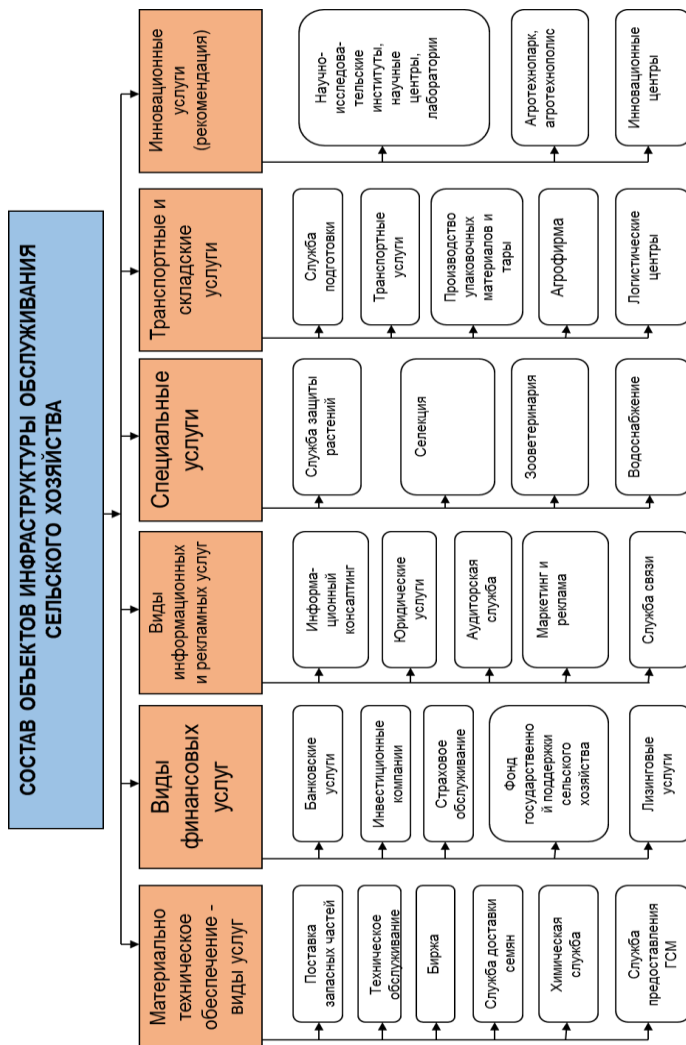 СОСТАВ ОБЪЕКТОВ ИНФРАСТРУКТУРЫ ОБСЛУЖИВАНИЯ
СЕЛЬСКОГО ХОЗЯЙСТВА
Материально
техническое
обеспечение -
виды услуг
Поставка
запасных частей
Техническое
обслуживание
Биржа
Служба доставки
семян
Химическая
служба
Служба
предоставления
ГСМ
Виды
финансовых
услуг
Банковские
услуги
Инвестиционные
компании
Страховое
обслуживание
Фонд
государственно
й поддержки
сельского
хозяйства
Лизинговые
услуги
Виды
информационных
и рекламных услуг
Информа-
ционный
консалтинг
Юридические
услуги
Аудиторская
служба
Маркетинг и
реклама
Служба связи
Специальные
услуги
Служба защиты
растений
Селекция
Зооветеринария
Водоснабжение
Транспортные и
складские
услуги
Служба
подготовки
Транспортные
услуги
Производство
упаковочных
материалов и
тары
Агрофирма
Логистические
центры
Инновационные
услуги
(рекомендация)
Научно-
исследова-
тельские
институты,
научные
центры,
лаборатории
Агротехнопарк,
агротехнополис
Инновационные
центры